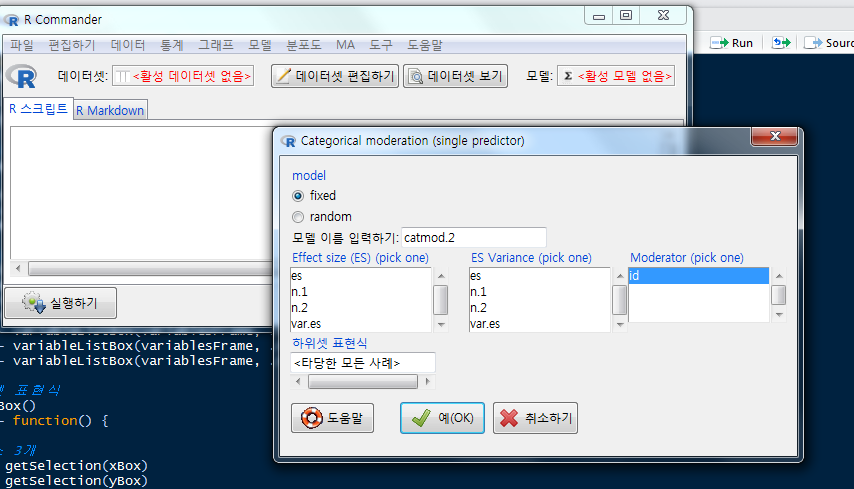 R Commander
파일 편집하기 데이터 통계 그래프 모델 분포도 MA 도구 도움말
Run
Sourc
데이터셋: <활성 데이터셋 없음> 데이터셋 편집하기 데이터셋 보기 모델: Σ <활성 모델 없음>
R 스크립트 R Markdown
Categorical moderation (single predictor)
model
fixed
random
모델 이름 입력하기: catmod.2
Effect size (ES) (pick one) ES Variance (pick one) Moderator (pick one)
es es id
n.1 n.1
n.2 n.2
var.es var.es
하위셋 표현식
<타당한 모든 사례>
도움말 예(OK) 취소하기
실행하기
- variableListBox(variablesFrame,
- variableListBox(variablesFrame,
표현식
Box()
- function() {
3개
getSelection(xBox)
getSelection(yBox)